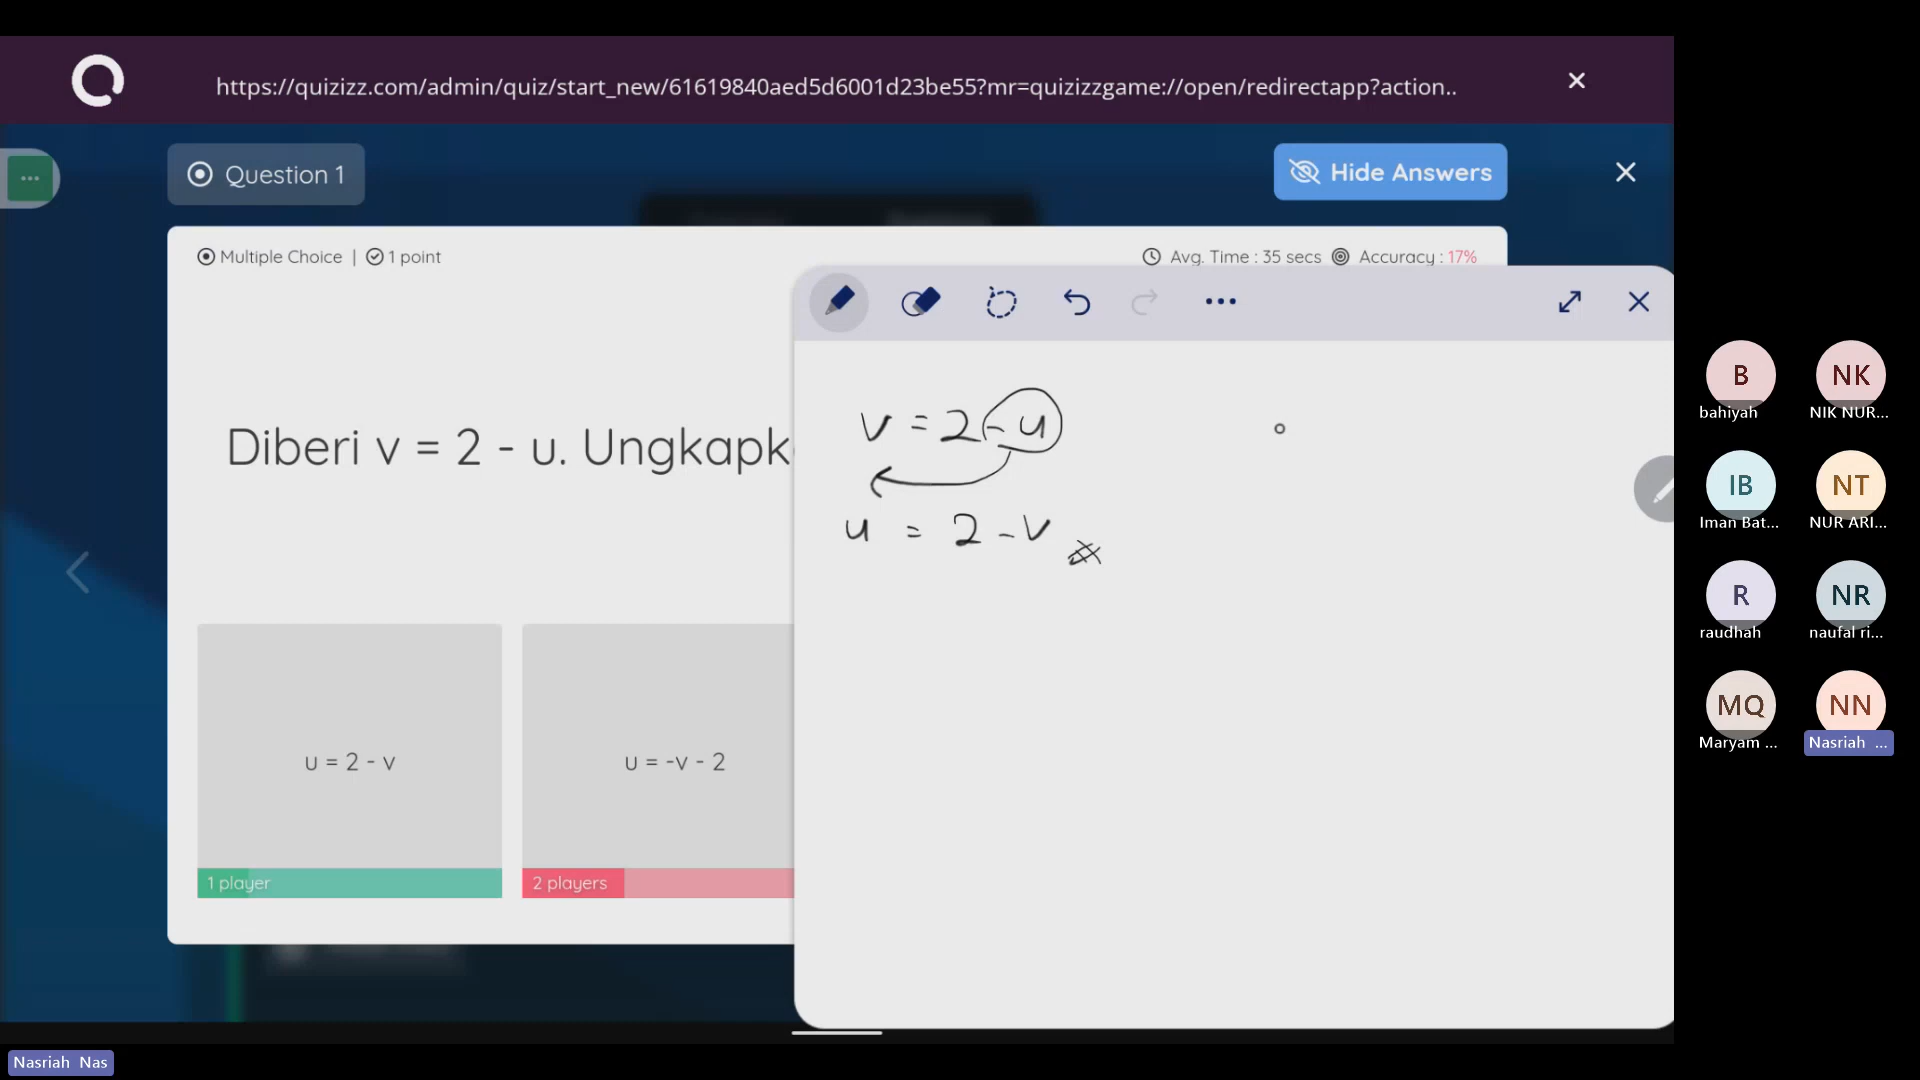 https://quizizz.com/admin/quiz/start_new/61619840aed5d6001d23be55?mr=quizizzgame://open/redirectapp?action..
Question 1
Hide Answers
Multiple Choice | 1 point
Avg. Time : 35 secs
Accuracy : 17%
Diberi v = 2 - u. Ungkapk
v = 2 - u
u = 2 - v
u = 2 - v
u = -v - 2
1 player
2 players
B
bahiyah
NK
NIK NUR...
IB
Iman Bat...
NT
NUR ARI...
R
raudhah
NR
naufal ri...
MQ
Maryam ...
NN
Nasriah ...
Nasriah Nas